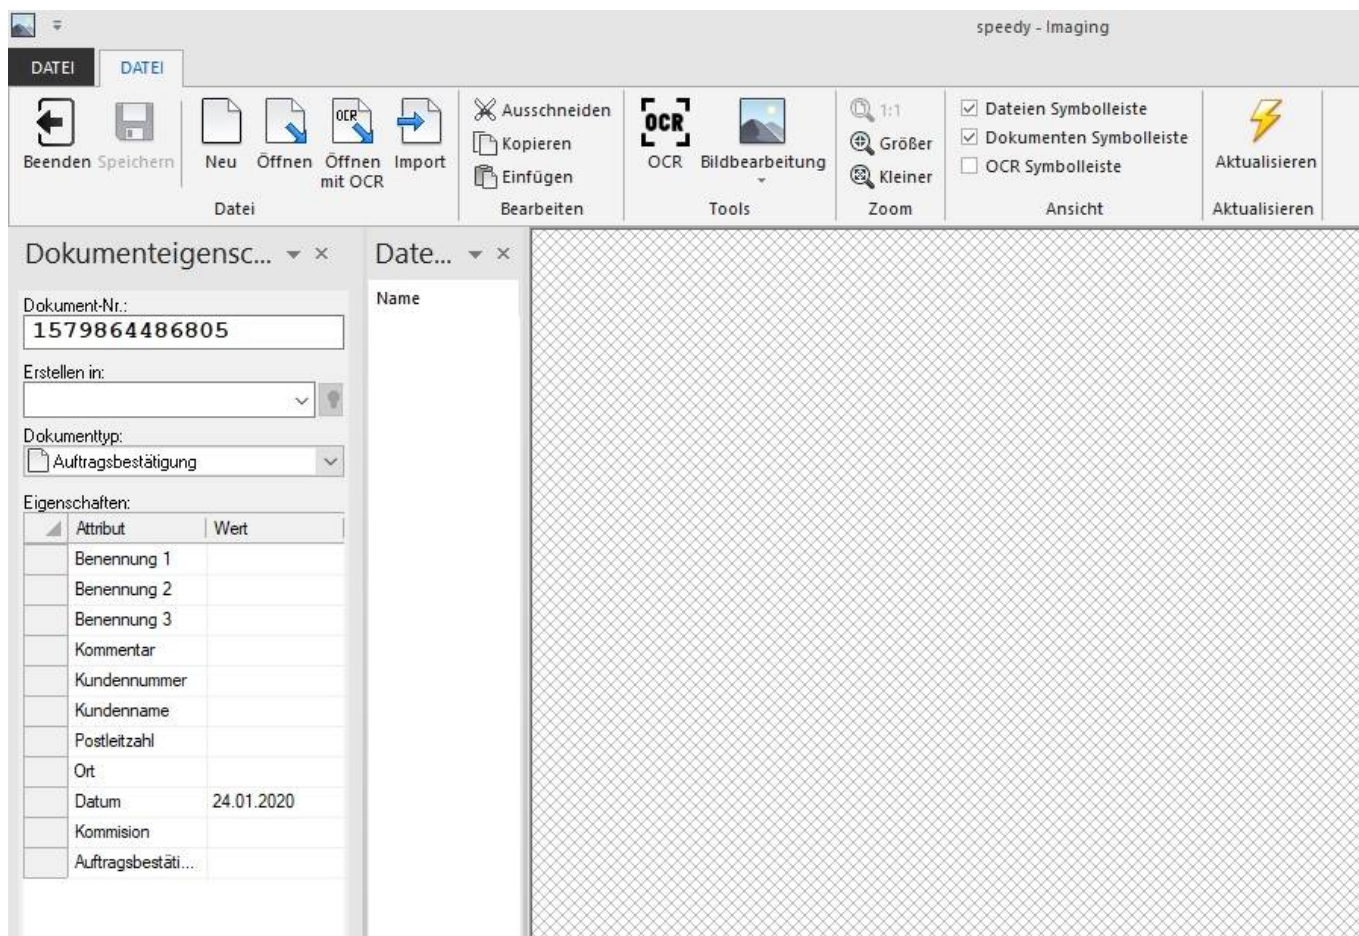 speedy - Imaging
DATEI DATEI
Beenden Speichern Neu Öffnen Öffnen mit OCR Import
Datei
Ausschneiden
Kopieren
Einfügen
Bearbeiten
OCR OCR Bildbearbeitung
Tools
1:1
Größer
Kleiner
Zoom
Dateien Symbolleiste
Dokumenten Symbolleiste
OCR Symbolleiste
Ansicht
Aktualisieren
Aktualisieren
Dokumenteigensc...
Dokument-Nr.:
1579864486805
Erstellen in:
Dokumenttyp:
Auftragsbestätigung
Eigenschaften:
Attribut Wert
Benennung 1
Benennung 2
Benennung 3
Kommentar
Kundennummer
Kundenname
Postleitzahl
Ort
Datum 24.01.2020
Kommision
Auftragsbestäti...
Date...
Name